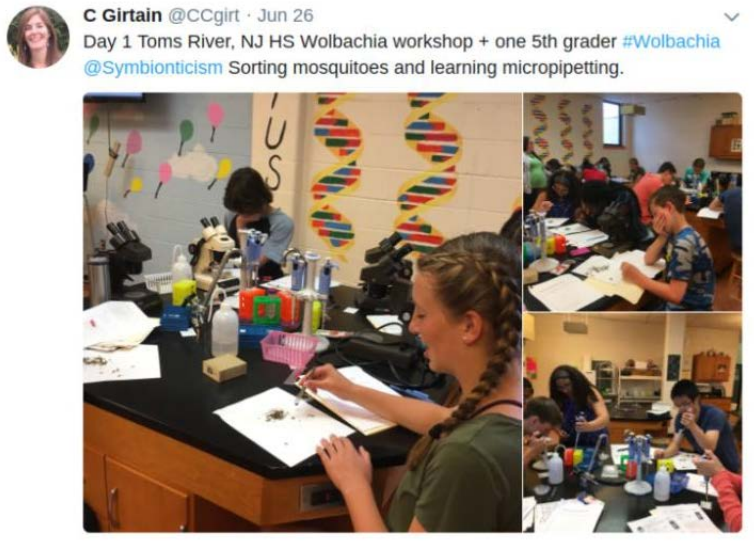 C Girtain @CCgirt · Jun 26
Day 1 Toms River, NJ HS Wolbachia workshop + one 5th grader #Wolbachia
@Symbionticism Sorting mosquitoes and learning micropipetting.
IUS